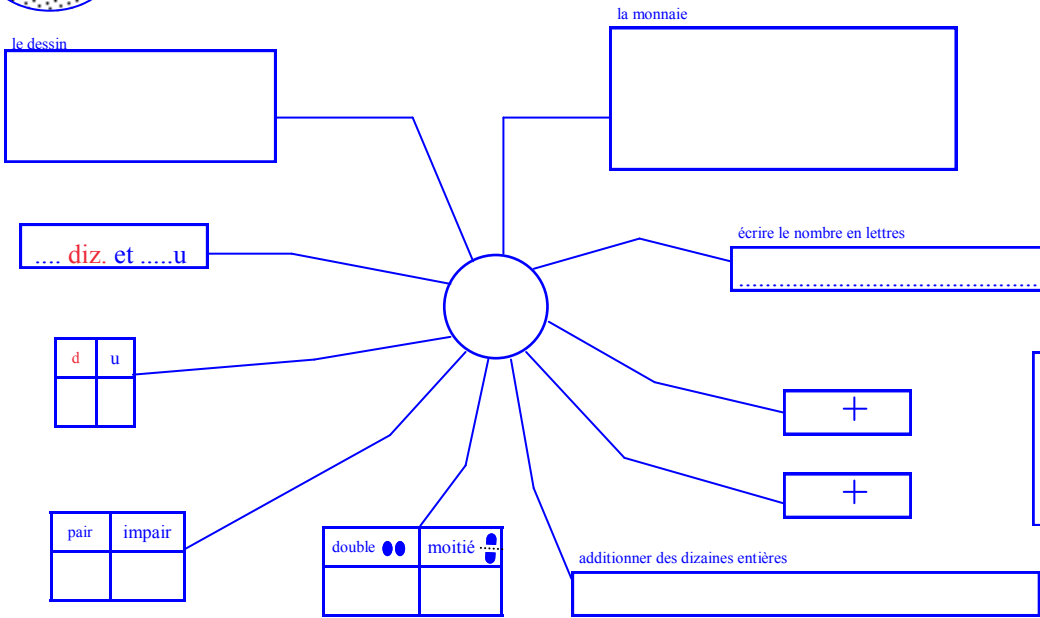 la monnaie
le dessin
écrire le nombre en lettres
.... diz. et .....u
..........................................
d u
+
+
pair impair
double moitié
additionner des dizaines entières